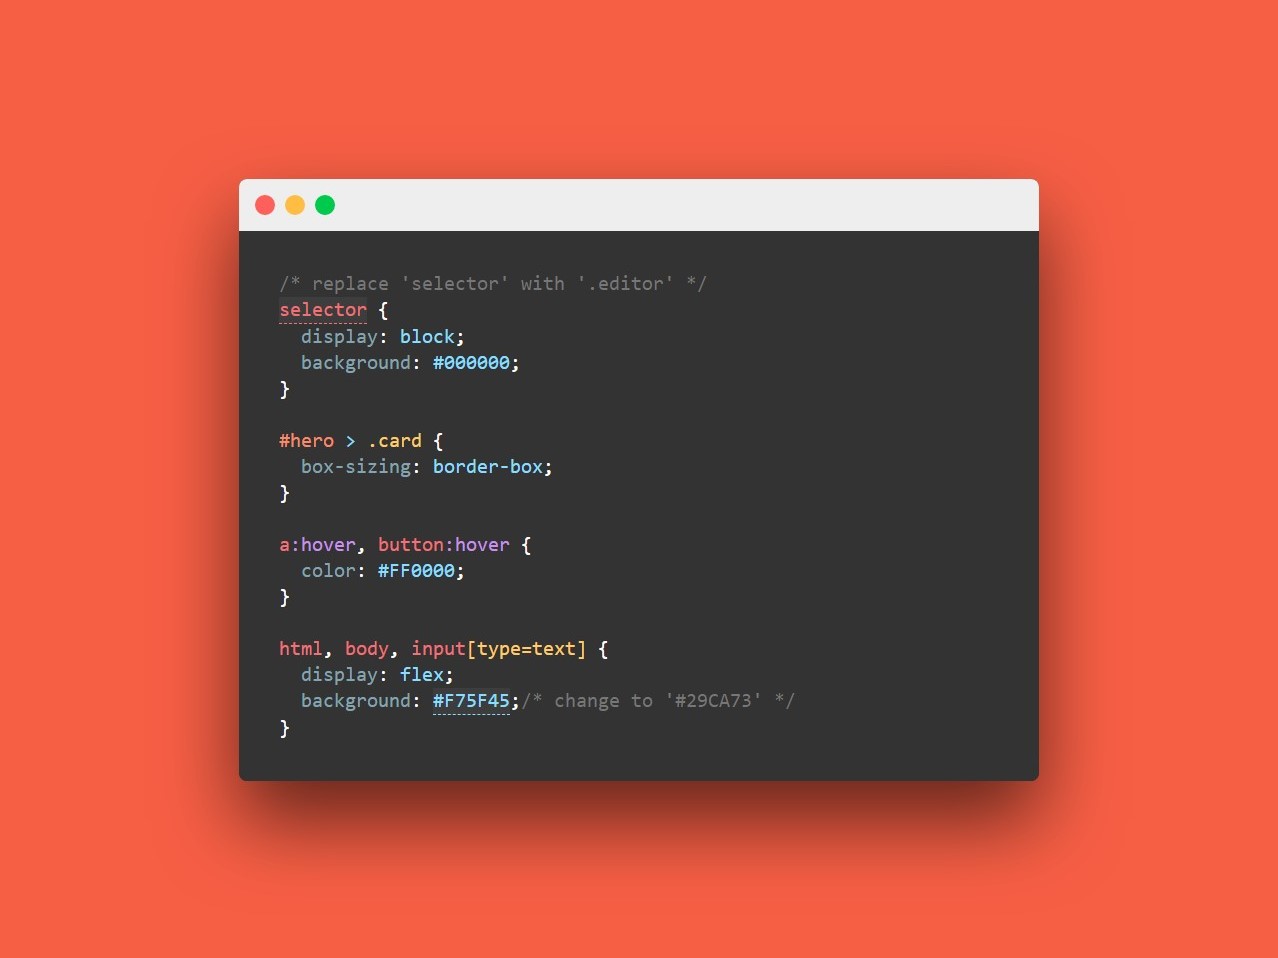 /* replace 'selector' with '.editor' */
selector {
  display: block;
  background: #000000;
}
#hero > .card {
  box-sizing: border-box;
}
a:hover, button:hover {
  color: #FF0000;
}
html, body, input[type=text] {
  display: flex;
  background: #F75F45;/* change to '#29CA73' */
}